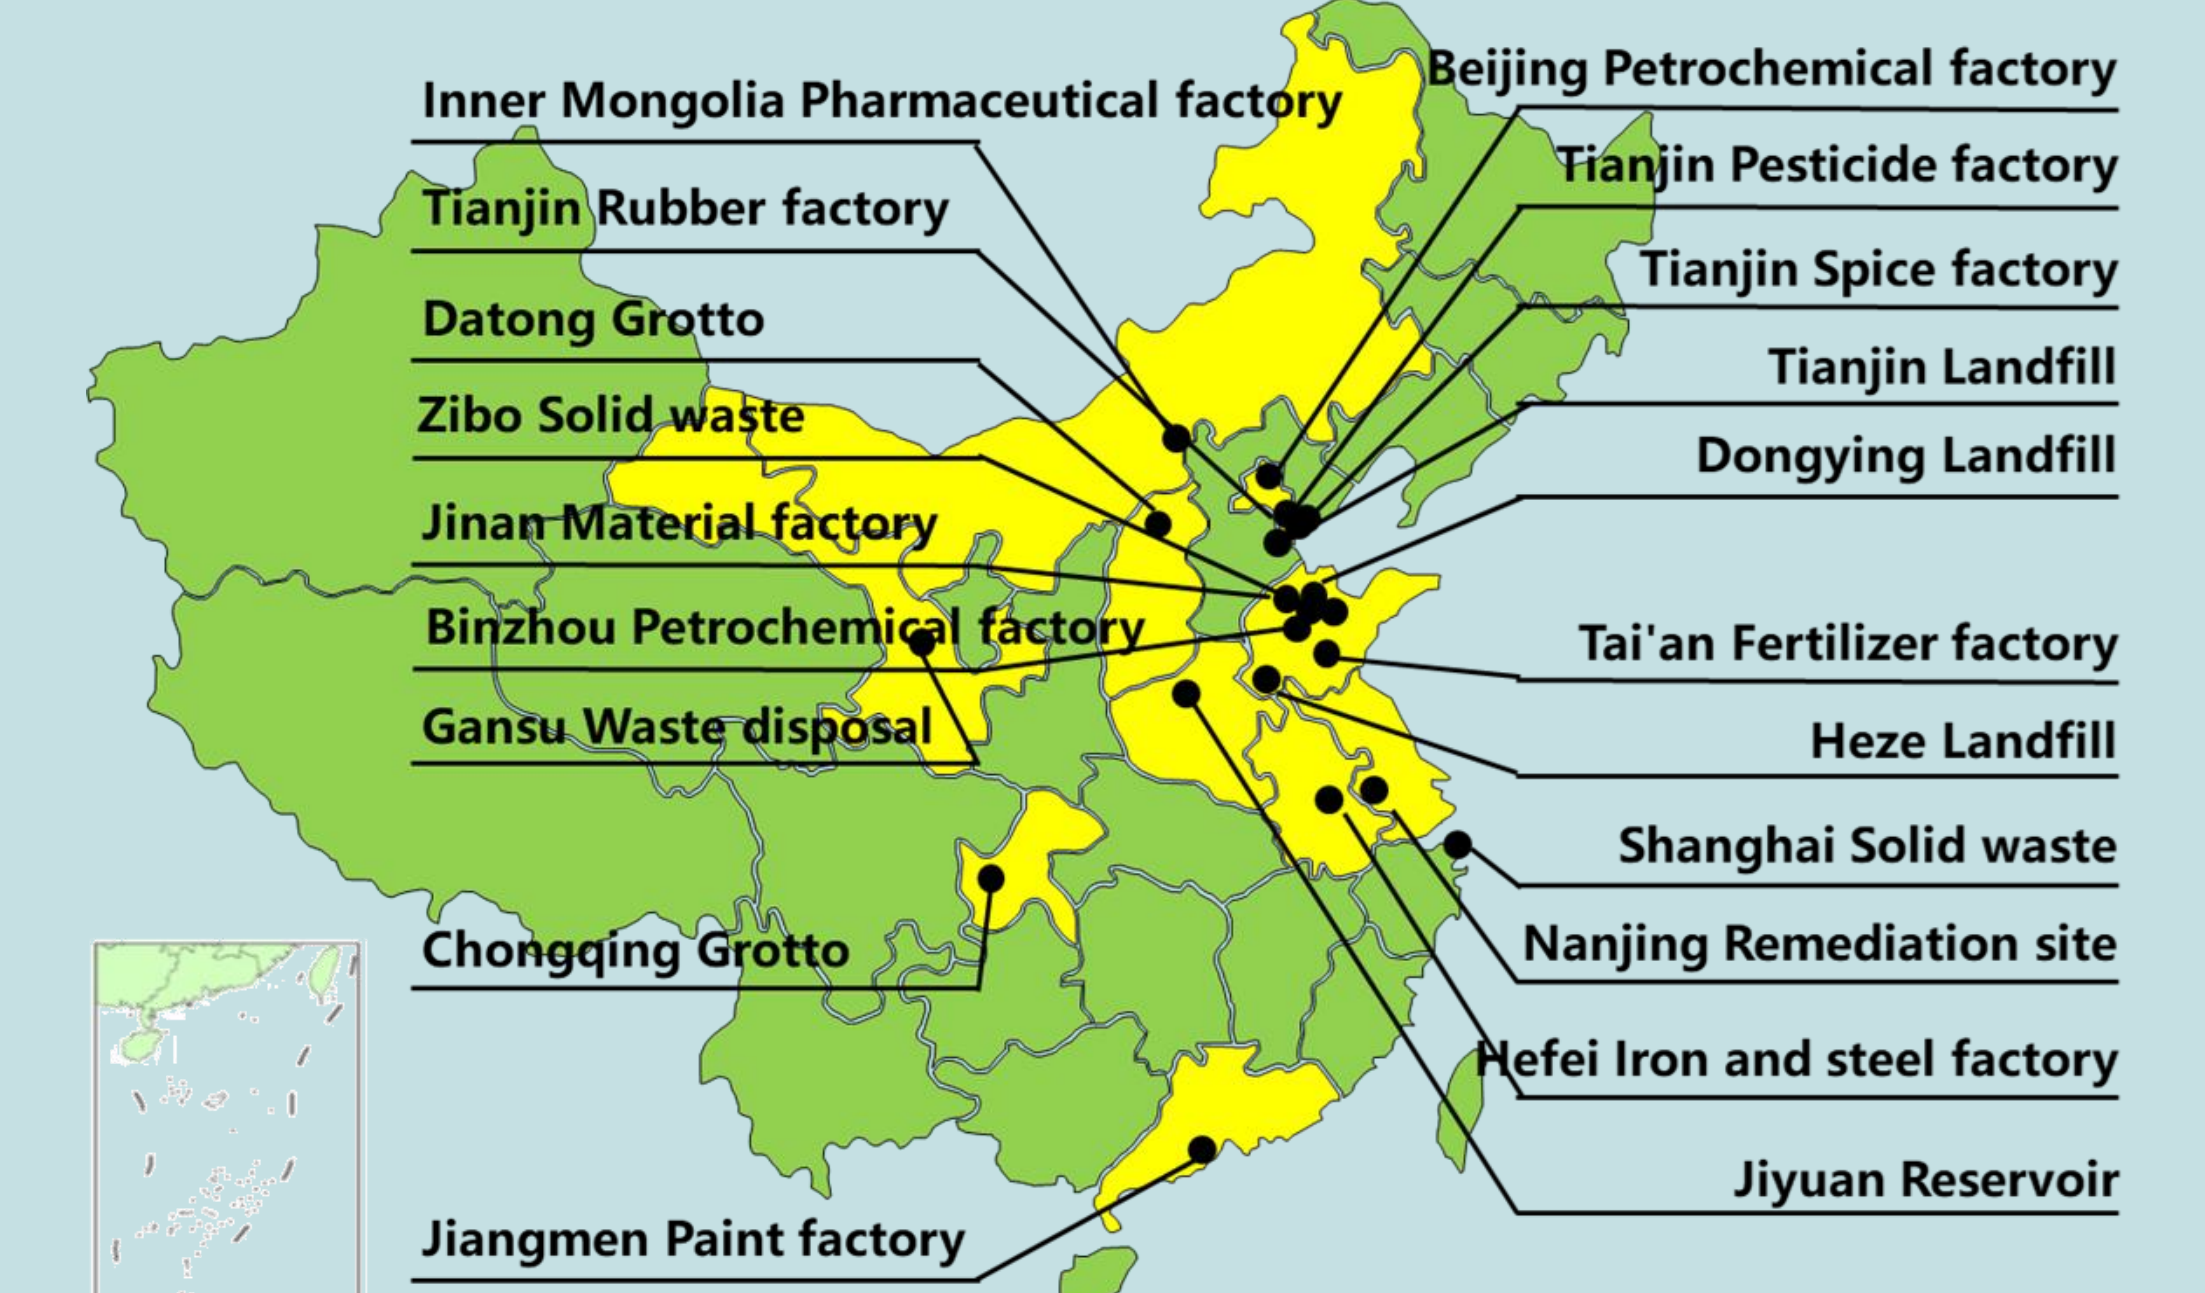 Inner Mongolia Pharmaceutical factory
Tianjin Rubber factory
Datong Grotto
Zibo Solid waste
Jinan Material factory
Binzhou Petrochemical factory
Gansu Waste disposal
Chongqing Grotto
Jiangmen Paint factory
Beijing Petrochemical factory
Tianjin Pesticide factory
Tianjin Spice factory
Tianjin Landfill
Dongying Landfill
Tai'an Fertilizer factory
Heze Landfill
Shanghai Solid waste
Nanjing Remediation site
Hefei Iron and steel factory
Jiyuan Reservoir